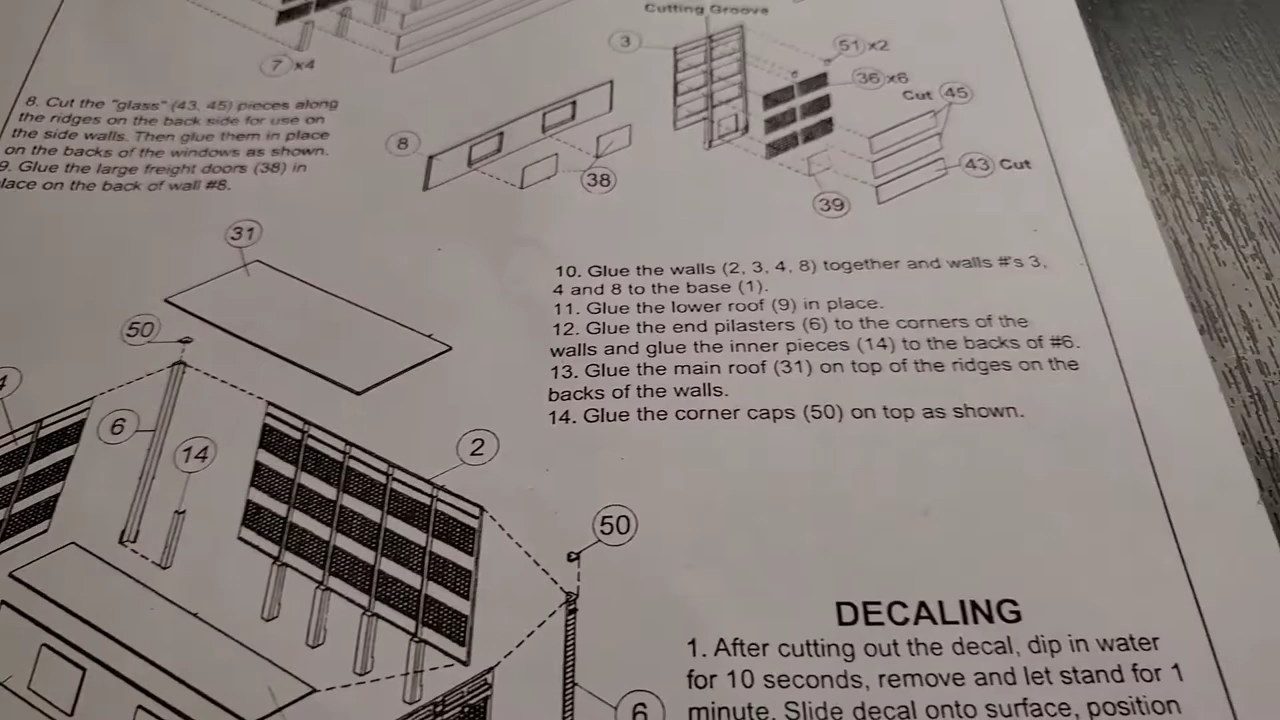 Cutting Groove
3
51 x2
7 x4
36 x6
Cut 45
8. Cut the "glass" (43, 45) pieces along
the ridges on the back side for use on
the side walls. Then glue them in place
on the backs of the windows as shown.
9. Glue the large freight doors (38) in
lace on the back of wall #8.
8
38
43 Cut
39
31
10. Glue the walls (2, 3, 4, 8) together and walls #'s 3,
4 and 8 to the base (1).
11. Glue the lower roof (9) in place.
12. Glue the end pilasters (6) to the corners of the
walls and glue the inner pieces (14) to the backs of #6.
13. Glue the main roof (31) on top of the ridges on the
backs of the walls.
14. Glue the corner caps (50) on top as shown.
50
4
6
14
2
50
6
DECALING
1. After cutting out the decal, dip in water
for 10 seconds, remove and let stand for 1
minute. Slide decal onto surface, position